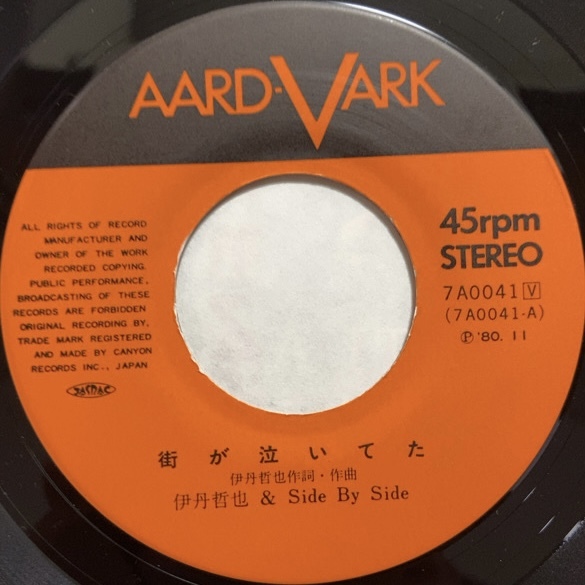 AARD-VARK
ALL RIGHTS OF RECORD
MANUFACTURER AND
OWNER OF THE WORK
RECORDED COPYING.
PUBLIC PERFORMANCE,
BROADCASTING OF THESE
RECORDS ARE FORBIDDEN
ORIGINAL RECORDING BY,
TRADE MARK REGISTERED
AND MADE BY CANYON
RECORDS INC., JAPAN
JASRAC
45rpm
STEREO
7A0041 V
(7A0041-A)
Ⓟ '80. 11
街が泣いてた
伊丹哲也作詞・作曲
伊丹哲也 & Side By Side